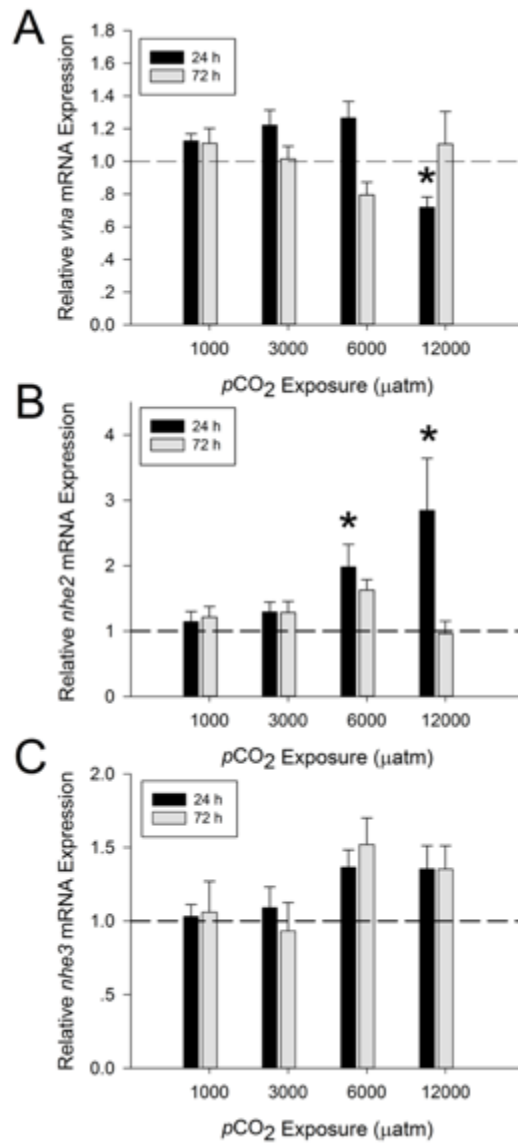 A
Relative vha mRNA Expression
1.8
1.6
1.4
1.2
1.0
.8
.6
.4
.2
0.0
24 h
72 h
*
1000 3000 6000 12000
pCO2 Exposure (μatm)
B
Relative nhe2 mRNA Expression
4
3
2
1
0
24 h
72 h
*
*
1000 3000 6000 12000
pCO2 Exposure (μatm)
C
Relative nhe3 mRNA Expression
2.0
1.5
1.0
.5
0.0
24 h
72 h
1000 3000 6000 12000
pCO2 Exposure (μatm)